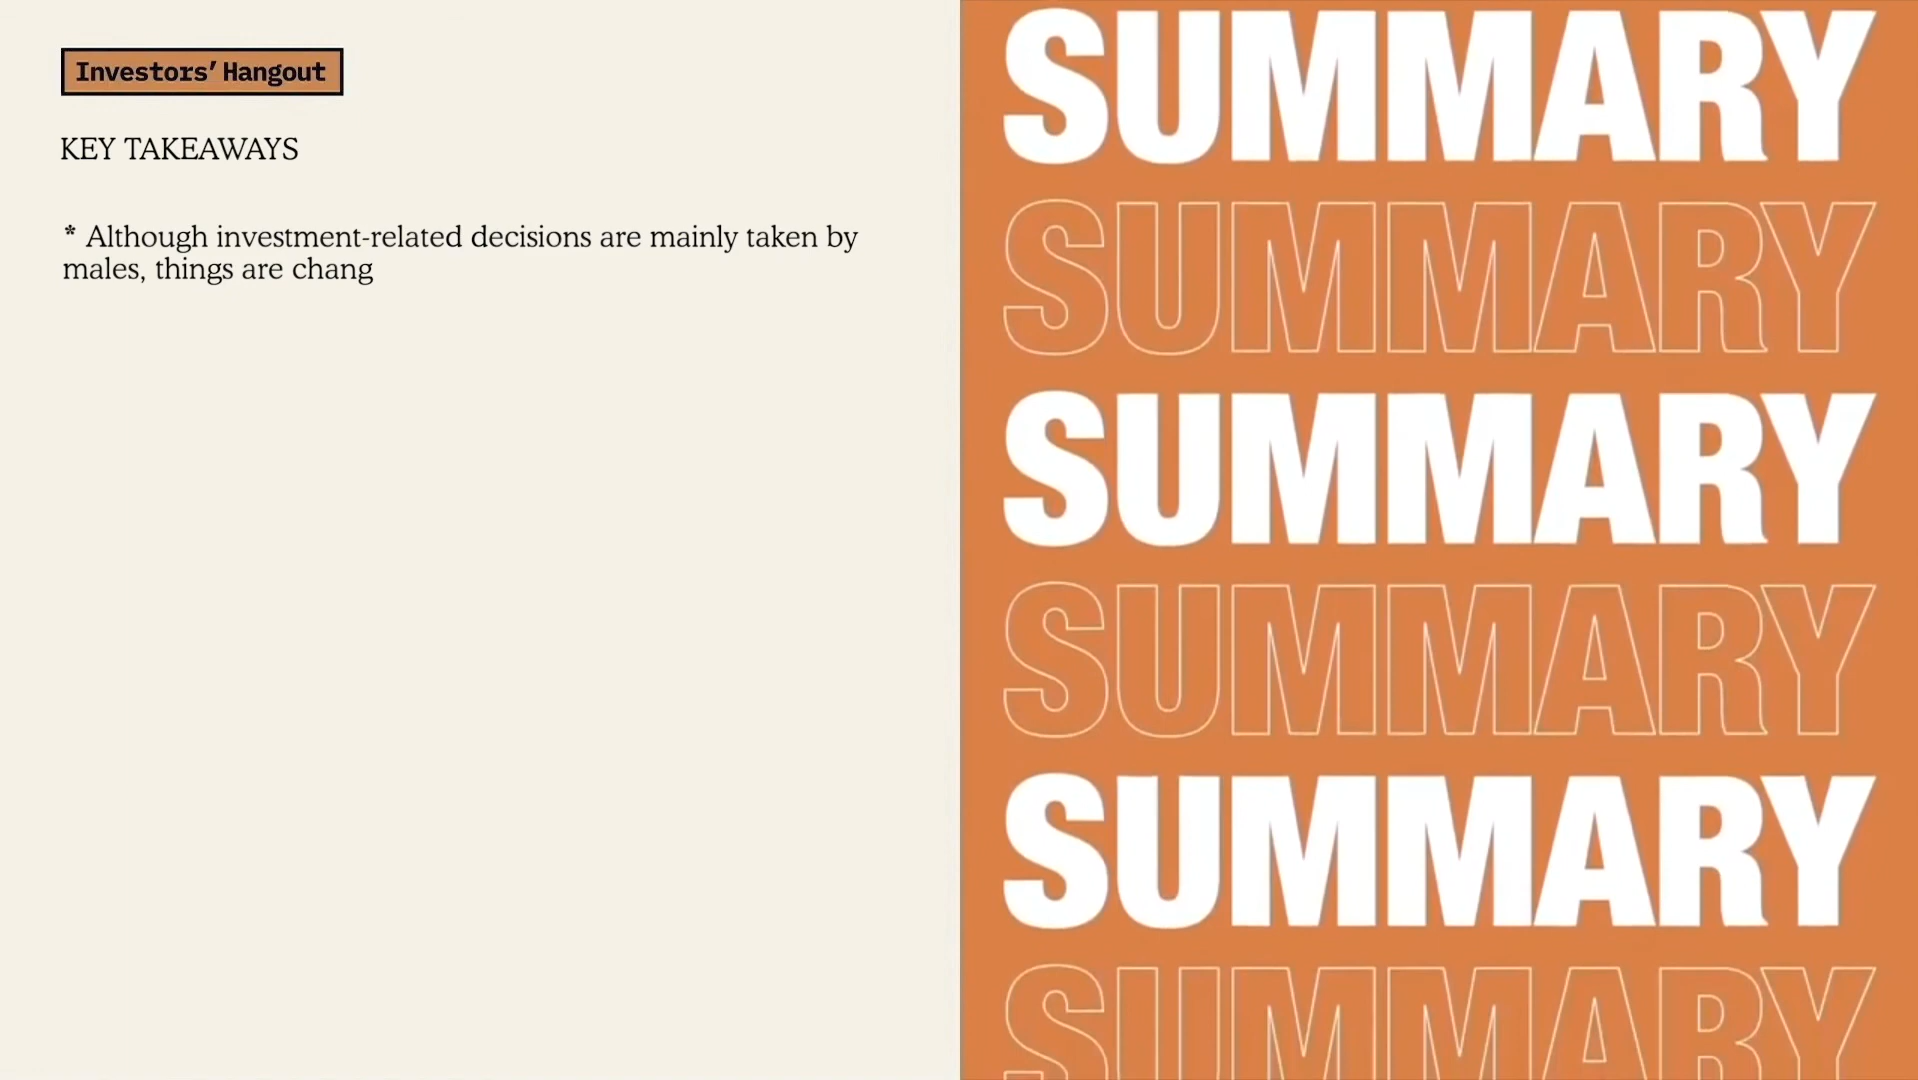 Investors' Hangout
KEY TAKEAWAYS
* Although investment-related decisions are mainly taken by
males, things are chang
SUMMARY
SUMMARY
SUMMARY
SUMMARY
SUMMARY
SUMMARY